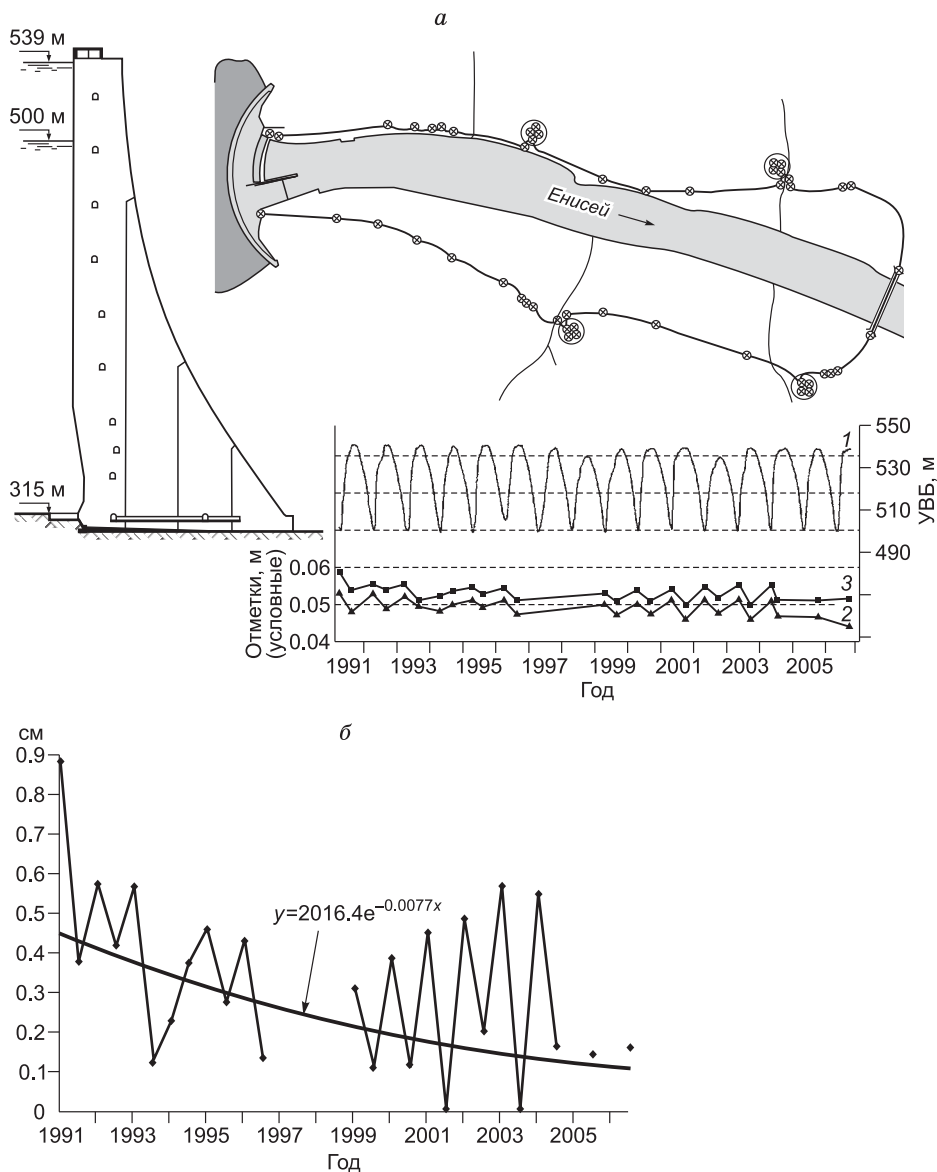 а
539 м
500 м
315 м
Енисей
1
550
530
510
490
УВБ, м
Отметки, м
(условные)
0.06
0.05
0.04
3
2
1991 1993 1995 1997 1999 2001 2003 2005
Год
б
см
0.9
0.8
0.7
0.6
0.5
0.4
0.3
0.2
0.1
0
y=2016.4e–0.0077x
1991 1993 1995 1997 1999 2001 2003 2005
Год